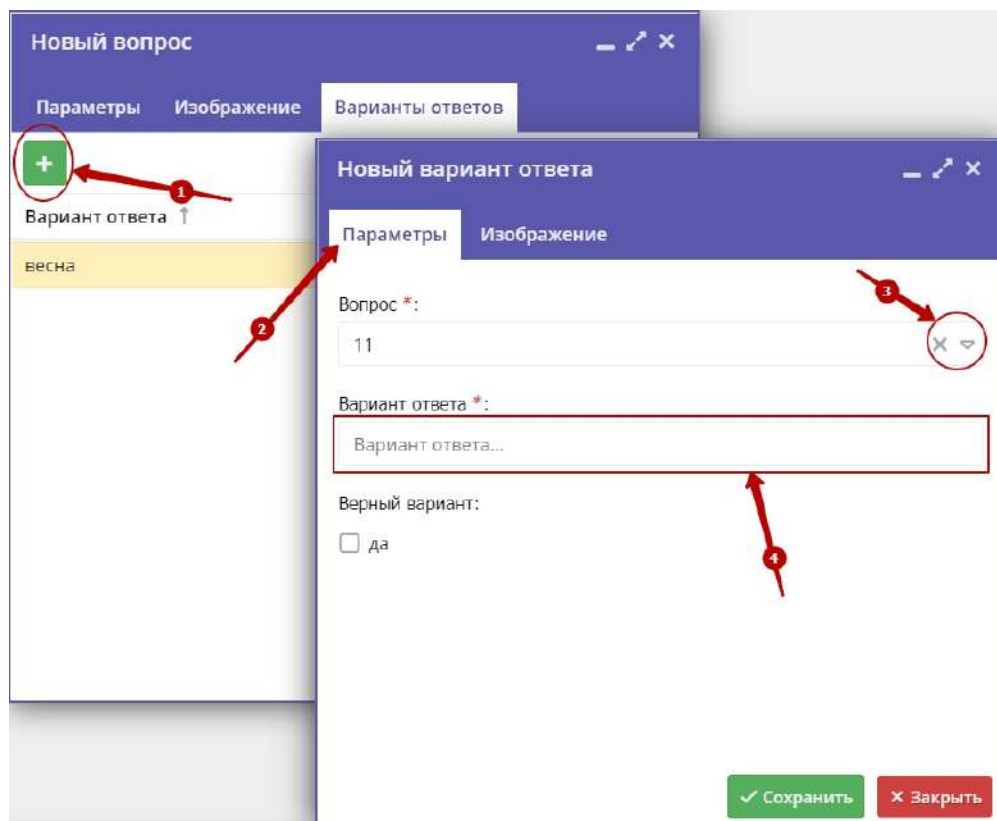 Новый вопрос
Параметры Изображение Варианты ответов
+
1
Вариант ответа ↑
весна
Новый вариант ответа
Параметры Изображение
2
3
Вопрос *:
11
Вариант ответа *:
Вариант ответа...
4
Верный вариант:
да
Сохранить
Закрыть